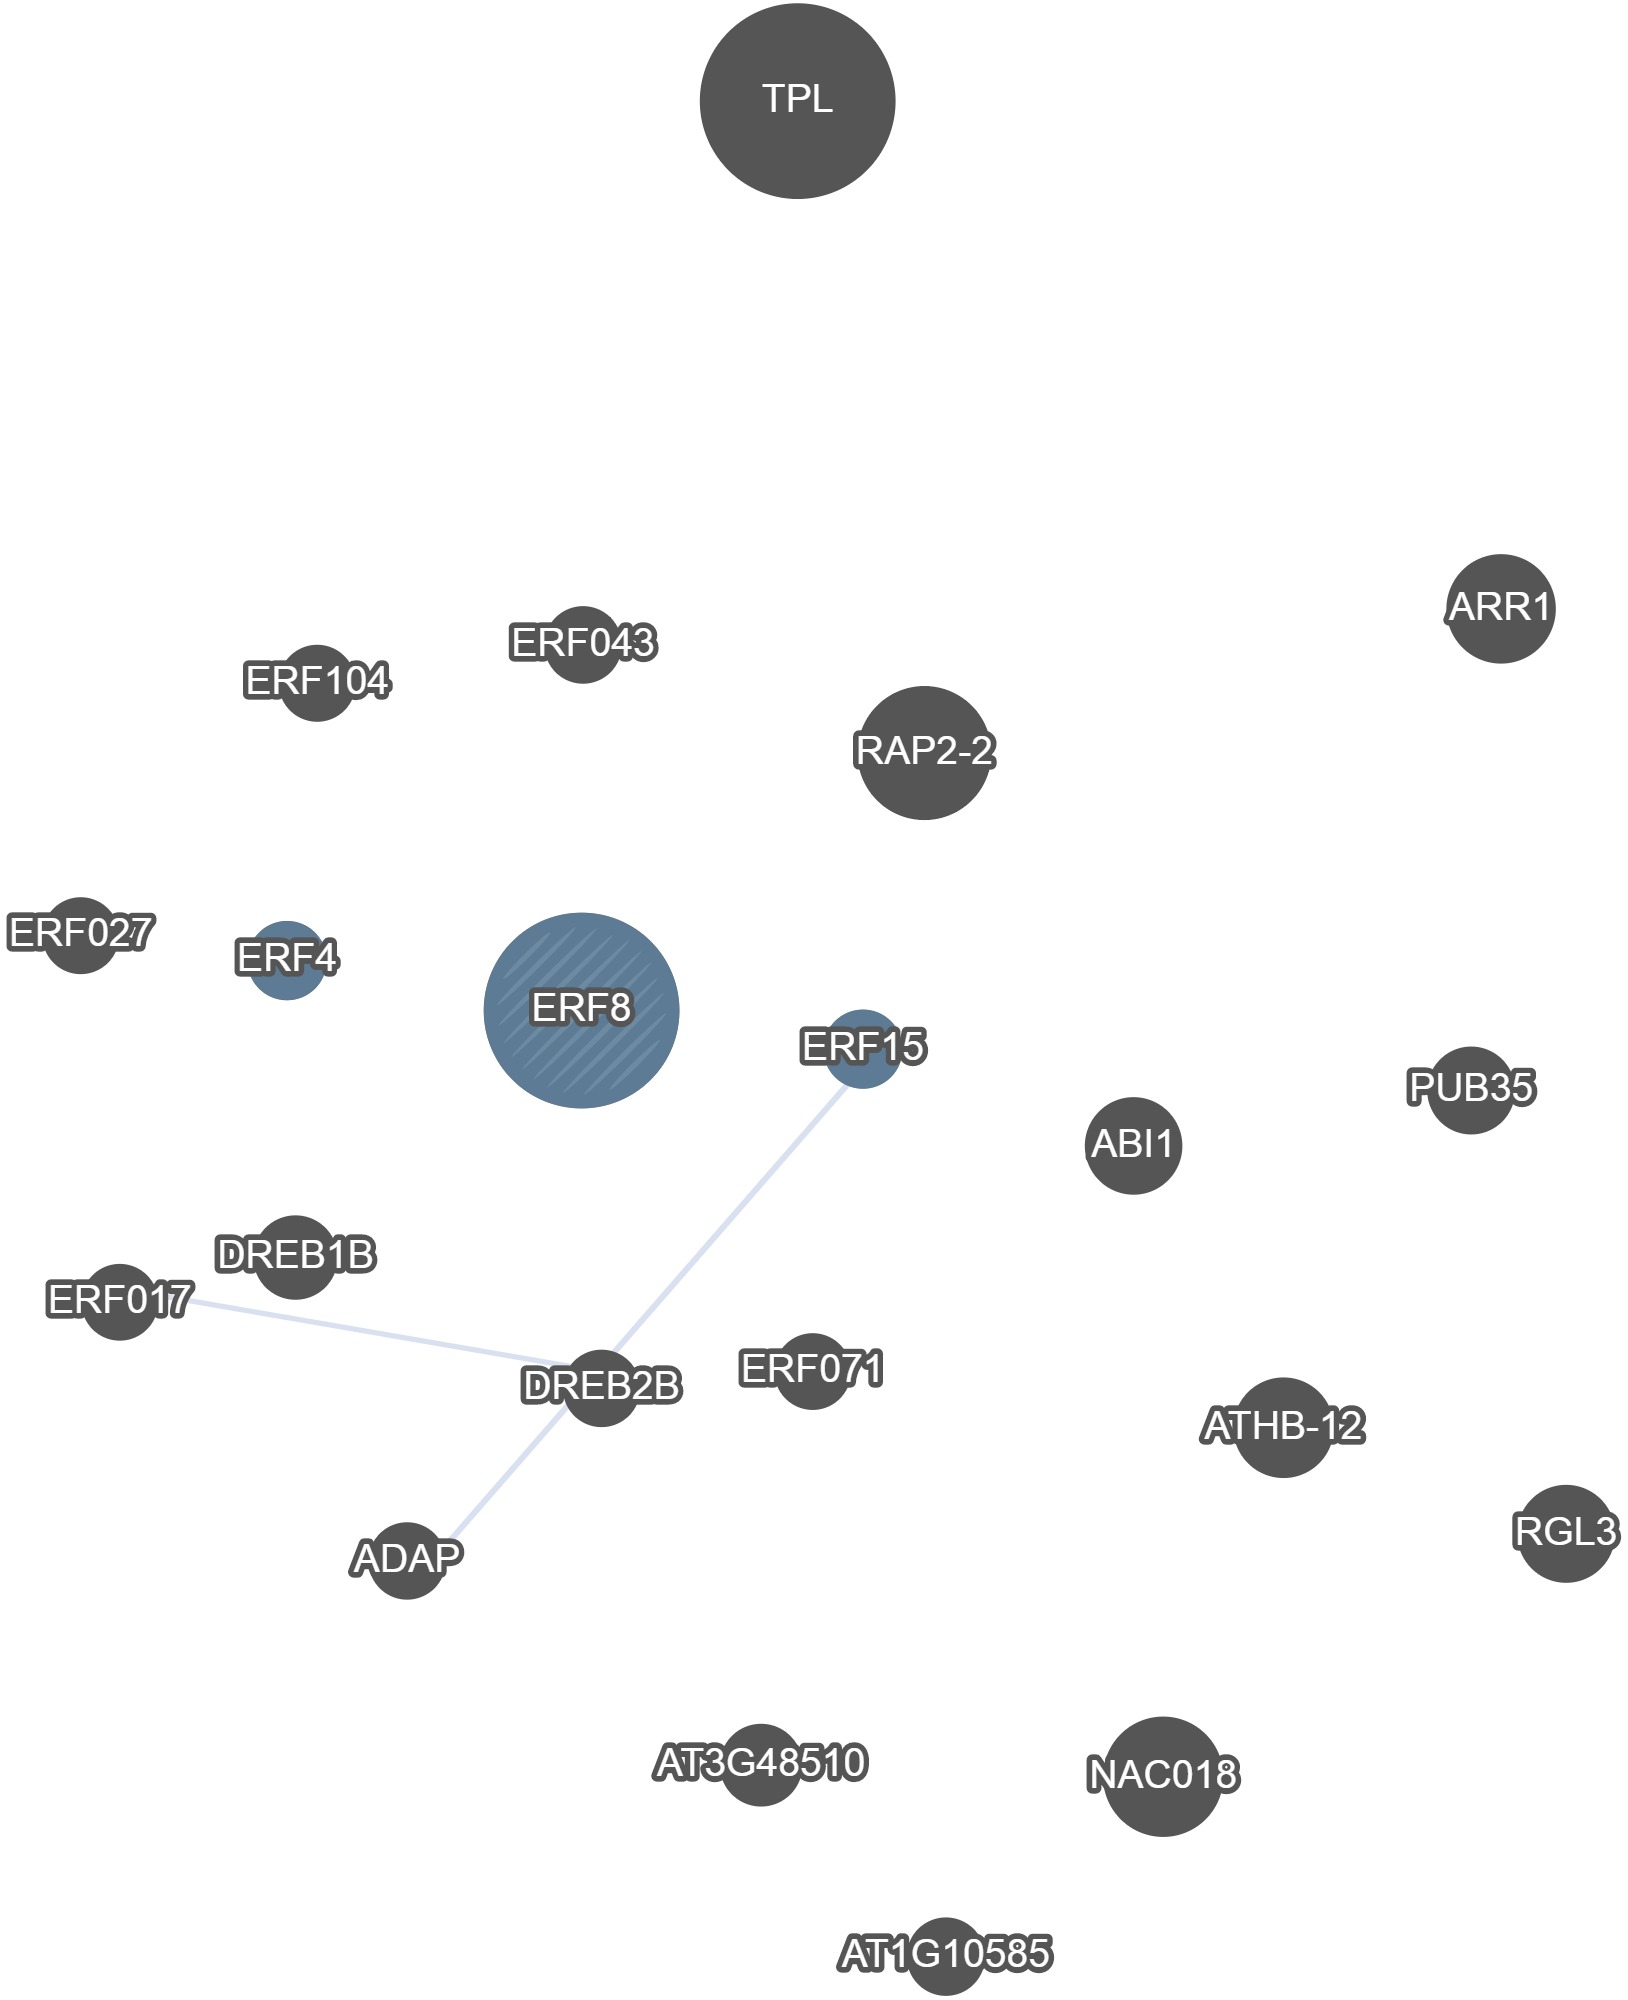 TPL
ARR1
ERF043
ERF104
RAP2-2
ERF027
ERF4
ERF8
ERF15
PUB35
ABI1
DREB1B
ERF017
ERF071
DREB2B
ATHB-12
RGL3
ADAP
AT3G48510
NAC018
AT1G10585